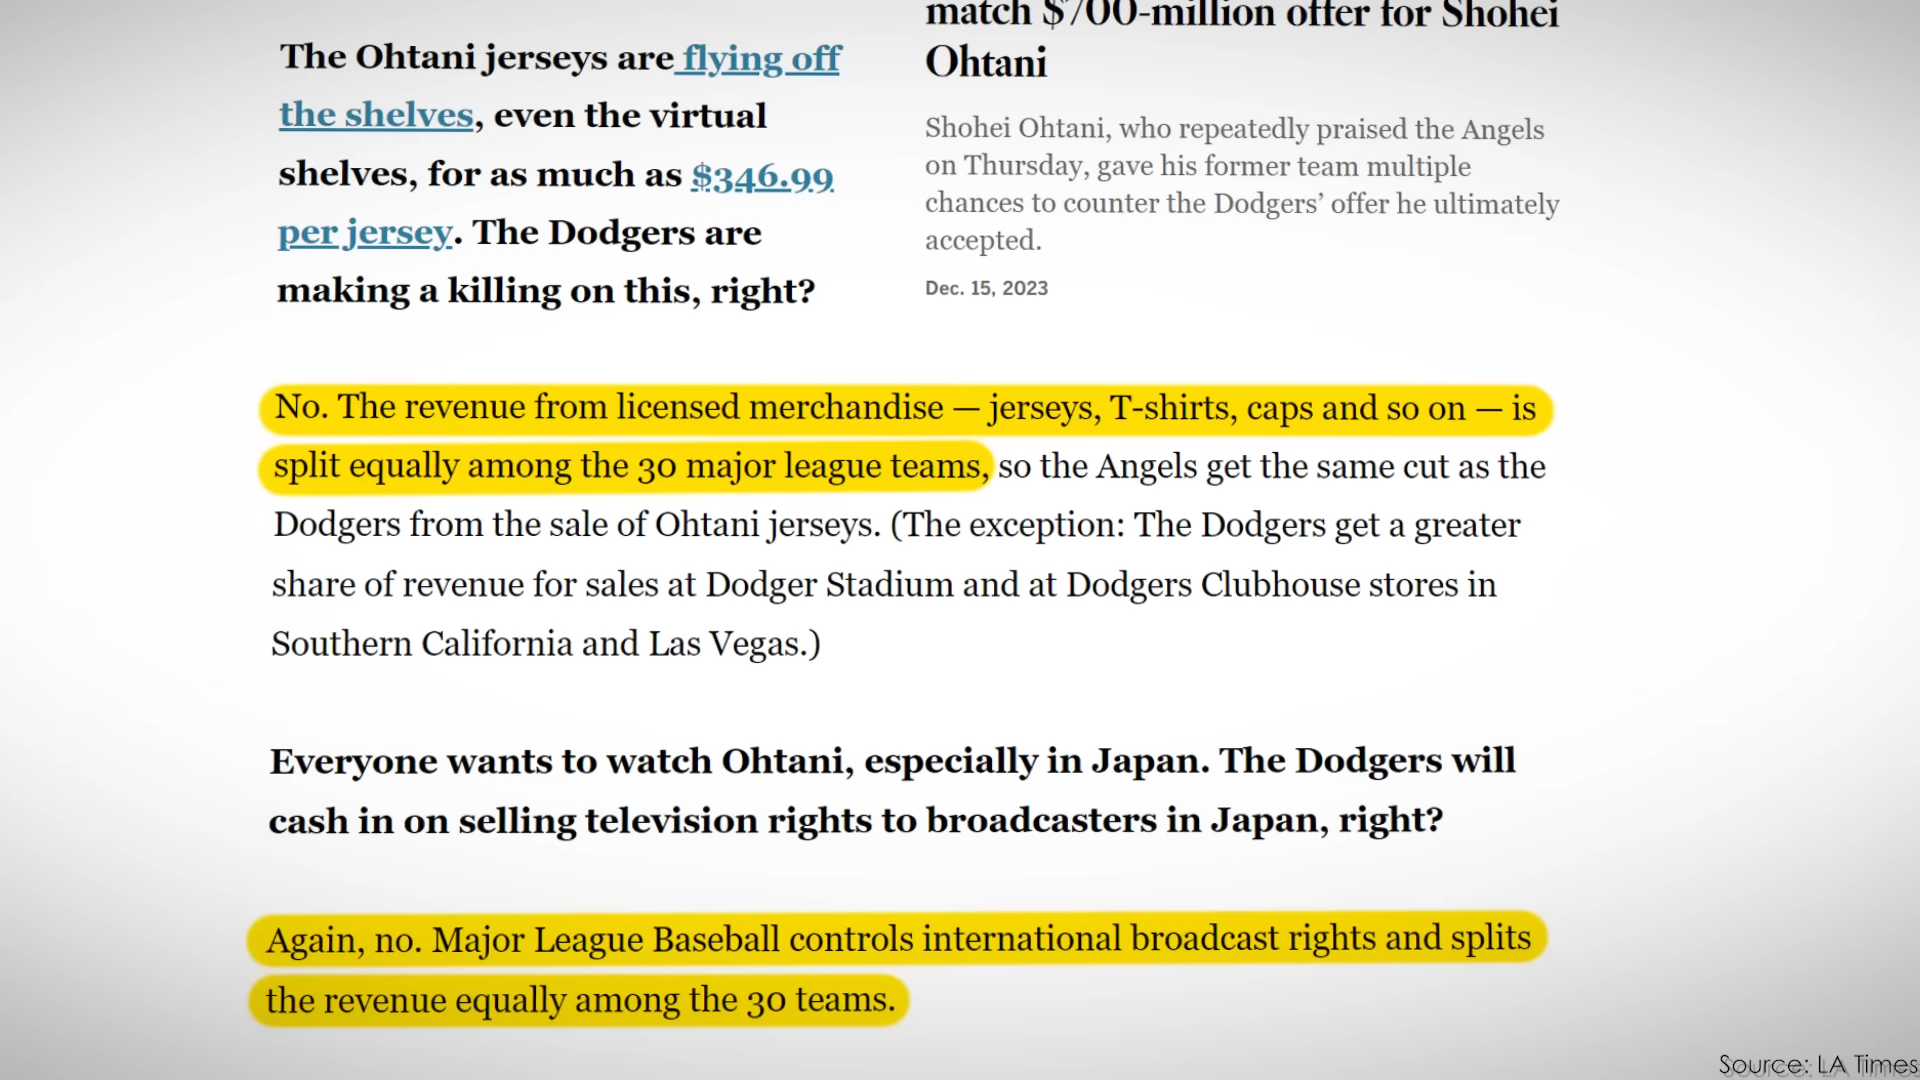 The Ohtani jerseys are flying off
the shelves, even the virtual
shelves, for as much as $346.99
per jersey. The Dodgers are
making a killing on this, right?
match $700-million offer for Shohei
Ohtani
Shohei Ohtani, who repeatedly praised the Angels
on Thursday, gave his former team multiple
chances to counter the Dodgers’ offer he ultimately
accepted.
Dec. 15, 2023
No. The revenue from licensed merchandise — jerseys, T-shirts, caps and so on — is
split equally among the 30 major league teams, so the Angels get the same cut as the
Dodgers from the sale of Ohtani jerseys. (The exception: The Dodgers get a greater
share of revenue for sales at Dodger Stadium and at Dodgers Clubhouse stores in
Southern California and Las Vegas.)
Everyone wants to watch Ohtani, especially in Japan. The Dodgers will
cash in on selling television rights to broadcasters in Japan, right?
Again, no. Major League Baseball controls international broadcast rights and splits
the revenue equally among the 30 teams.
Source: LA Times